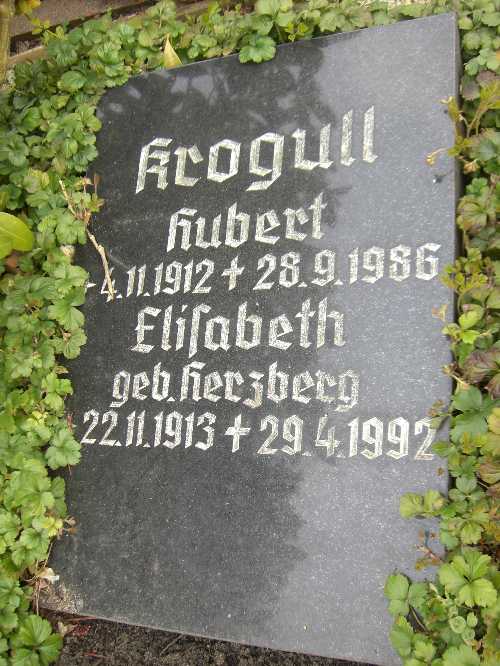 Krogull
Hubert
* 4.11.1912 + 28.9.1986
Eliſabeth
geb. Herzberg
* 22.11.1913 + 29.4.1992